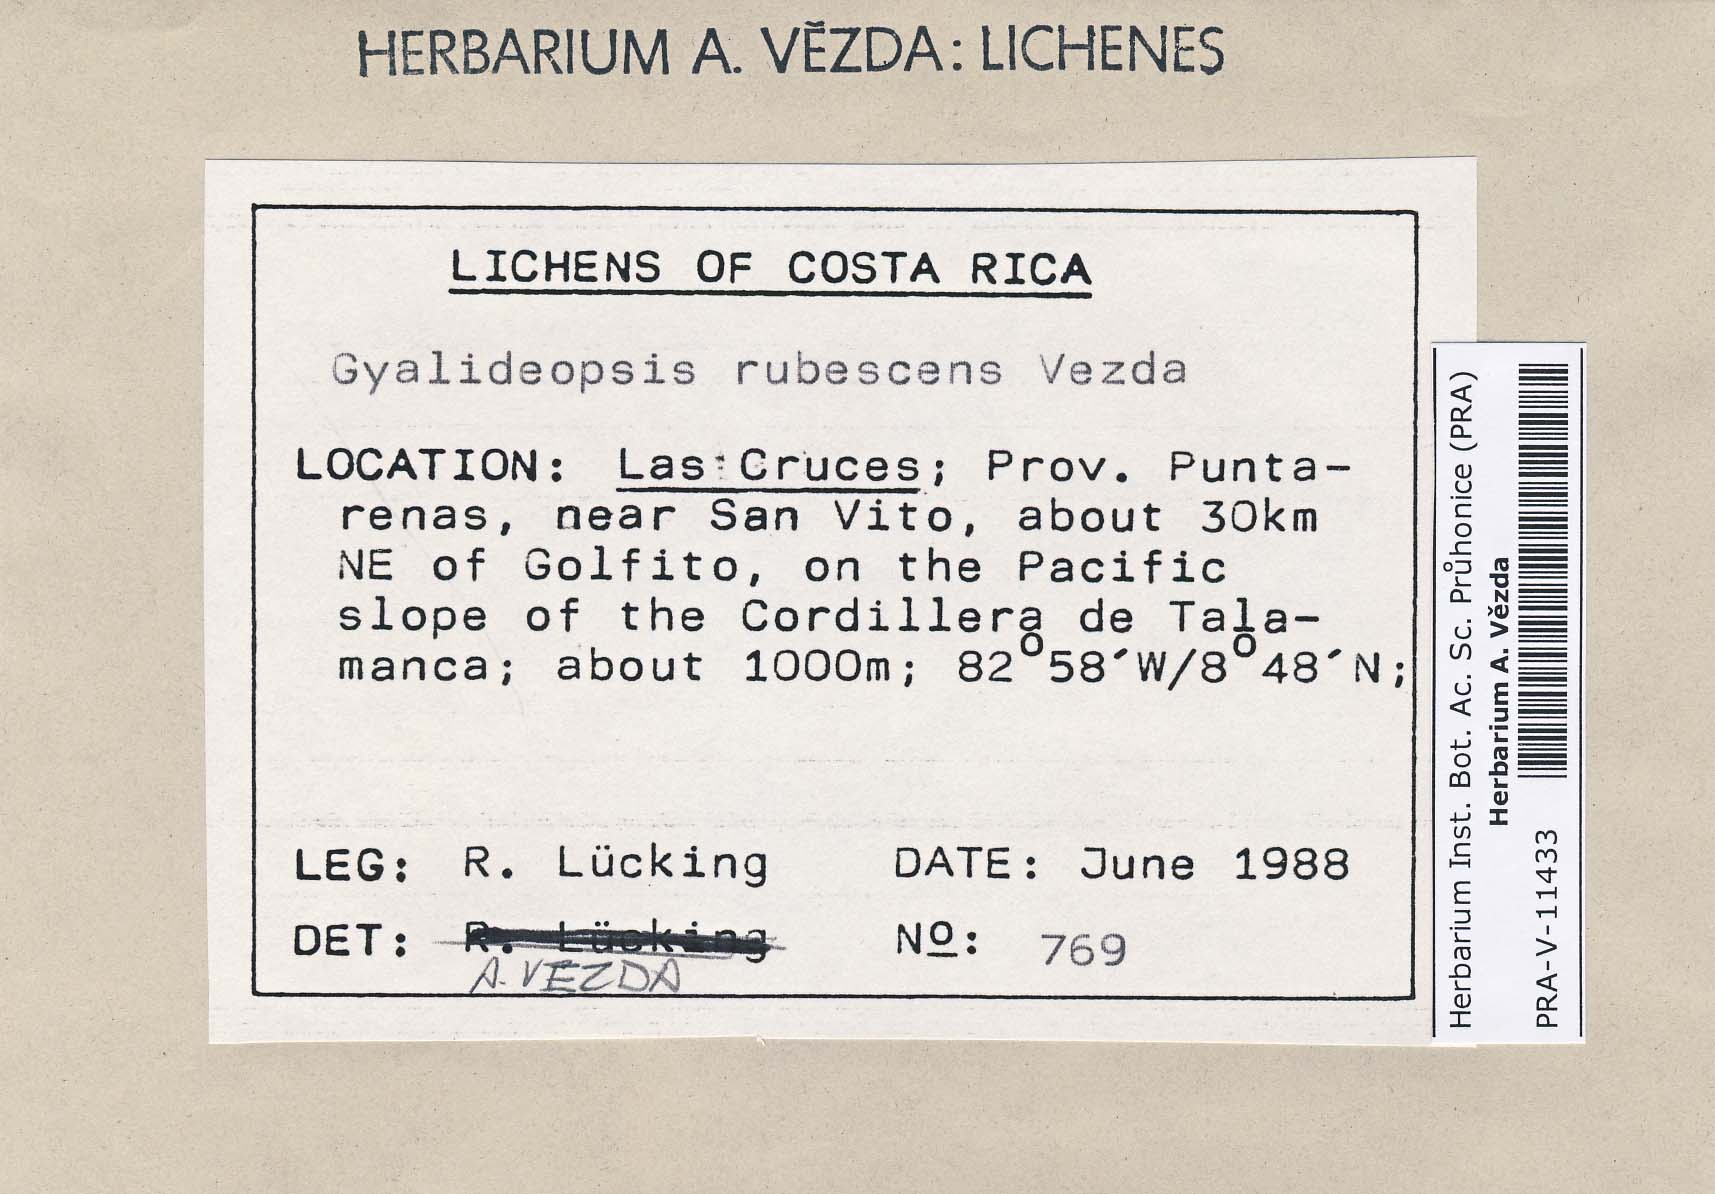 HERBARIUM A. VĚZDA: LICHENES
LICHENS OF COSTA RICA
Gyalideopsis rubescens Vezda
LOCATION: Las Cruces; Prov. Punta-
renas, near San Vito, about 30km
NE of Golfito, on the Pacific
slope of the Cordillera de Tala-
manca; about 1000m; 82°58´W/8°48´N;
LEG: R. Lücking DATE: June 1988
DET: R. Lücking Nº: 769
A. VEZDA
Herbarium Inst. Bot. Ac. Sc. Průhonice (PRA)
Herbarium A. Vězda
PRA-V-11433